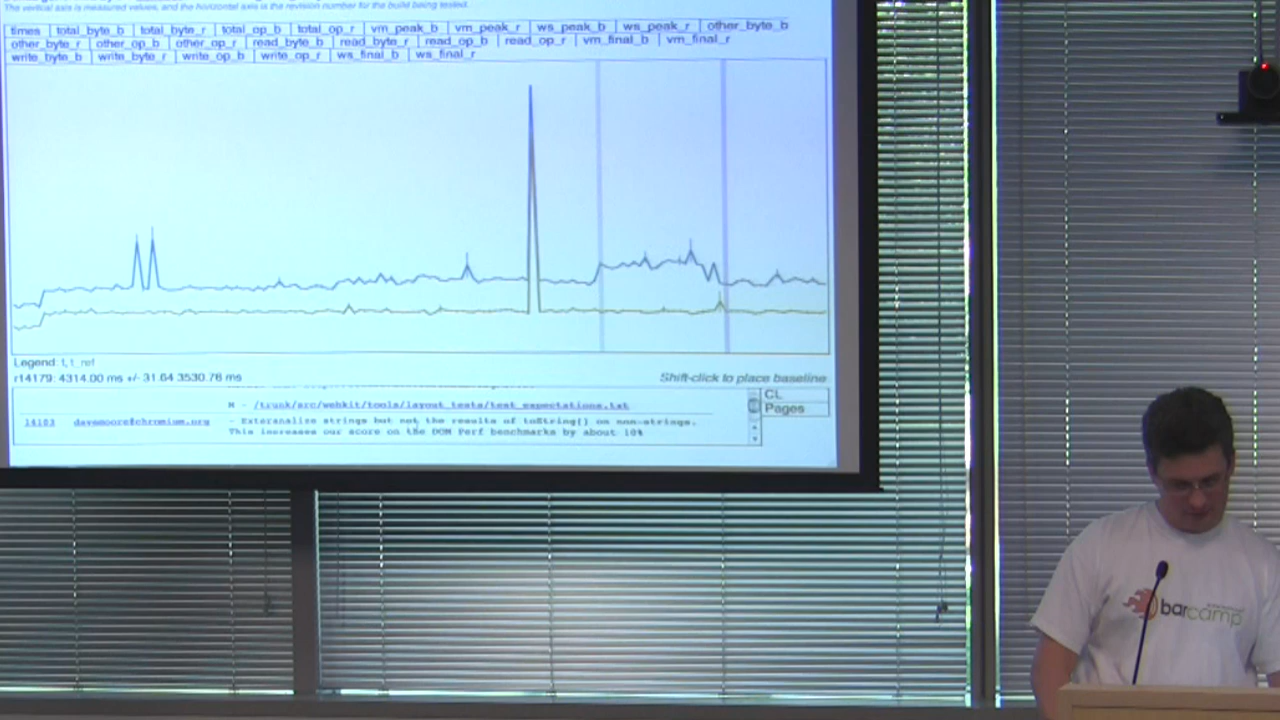 The vertical axis is measured values, and the horizontal axis is the revision number for the build being tested.
times | total_byte_b | total_byte_r | total_op_b | total_op_r | vm_peak_b | vm_peak_r | ws_peak_b | ws_peak_r | other_byte_b
other_byte_r | other_op_b | other_op_r | read_byte_b | read_byte_r | read_op_b | read_op_r | vm_final_b | vm_final_r
write_byte_b | write_byte_r | write_op_b | write_op_r | ws_final_b | ws_final_r
Legend: t, t_ref
r14179: 4314.00 ms +/- 31.64 3530.76 ms
Shift-click to place baseline
M - /trunk/src/webkit/tools/layout_tests/test_expectations.txt
14103 davemoore@chromium.org - Externalize strings but not the results of toString() on non-strings.
This increases our score on the DOM Perf benchmarks by about 10%
CL
Pages
barcamp